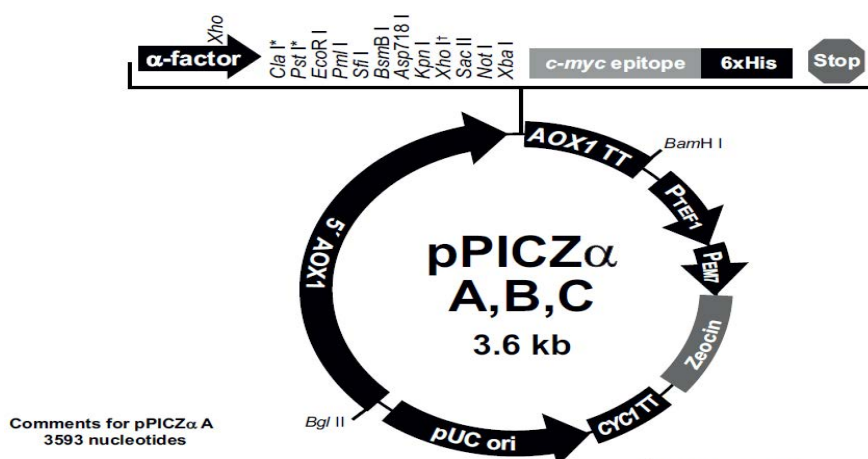 Xho
α-factor
Cla I*
Pst I*
EcoR I
Pml I
Sfi I
BsmB I
Asp718 I
Kpn I
Xho I†
Sac II
Not I
Xba I
c-myc epitope
6xHis
Stop
AOX1 TT
BamH I
PTEF1
PEM7
Zeocin
CYC1 TT
pUC ori
Bgl II
5´ AOX1
pPICZα
A,B,C
3.6 kb
Comments for pPICZα A
3593 nucleotides